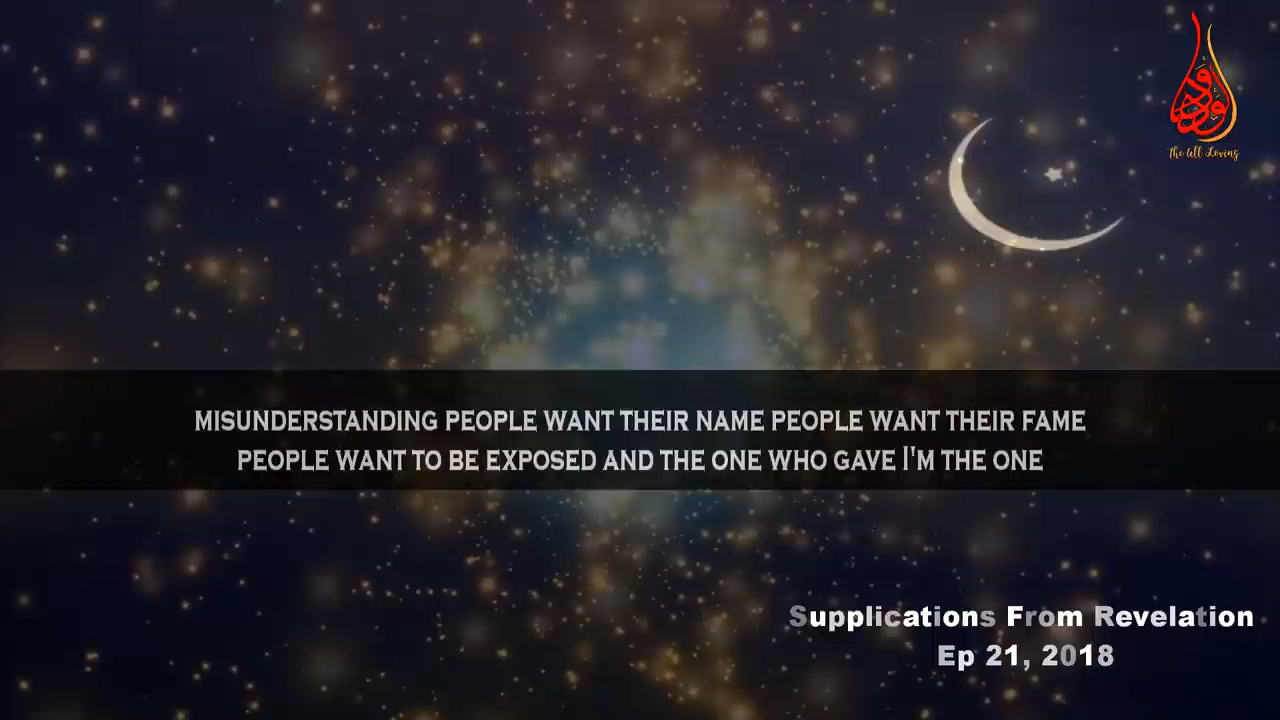 The All Loving
MISUNDERSTANDING PEOPLE WANT THEIR NAME PEOPLE WANT THEIR FAME
PEOPLE WANT TO BE EXPOSED AND THE ONE WHO GAVE I'M THE ONE
Supplications From Revelation
Ep 21, 2018